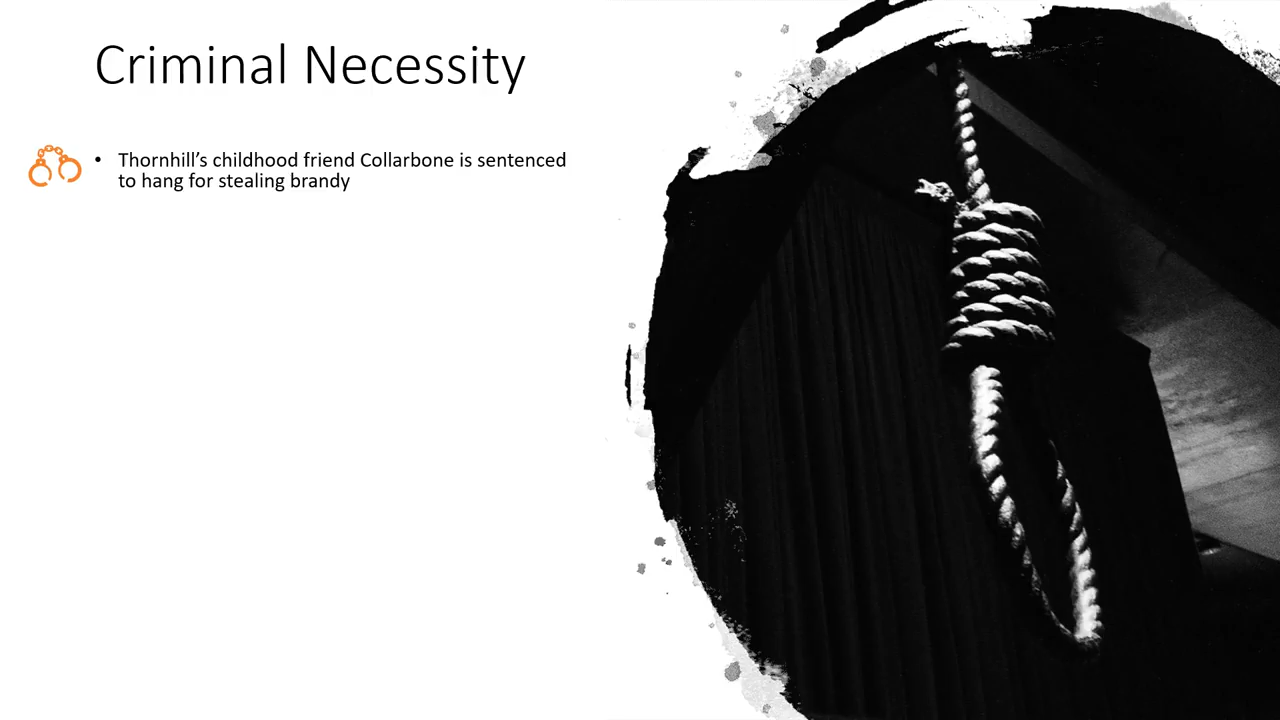 Criminal Necessity
• Thornhill’s childhood friend Collarbone is sentenced
to hang for stealing brandy